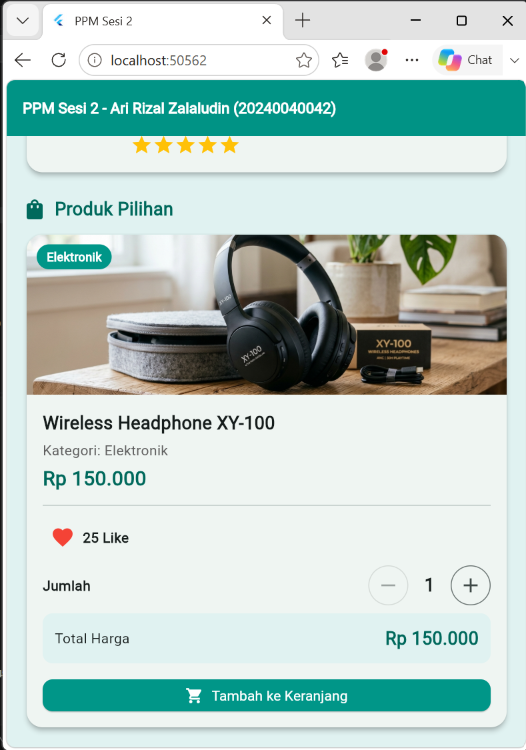 PPM Sesi 2
localhost:50562
Chat
PPM Sesi 2 - Ari Rizal Zalaludin (20240040042)
Produk Pilihan
Elektronik
XY-100
XY-100
WIRELESS HEADPHONES
Wireless Headphone XY-100
Kategori: Elektronik
Rp 150.000
25 Like
Jumlah
1
Total Harga
Rp 150.000
Tambah ke Keranjang